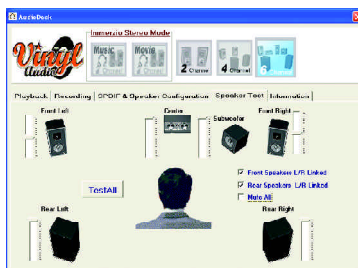 AudioDeck
Immerzio Stereo Mode
Vinyl
Audio
Music
Movie
2 Channel
4 Channel
6
Playback
Recording
SPDIF & Speaker Configuration
Speaker Test
Information
Front Left
Center
Subwoofer
Front Right
Front Speakers L/R Linked
Rear Speakers L/R Linked
Mute All
TestAll
Rear Left
Rear Right